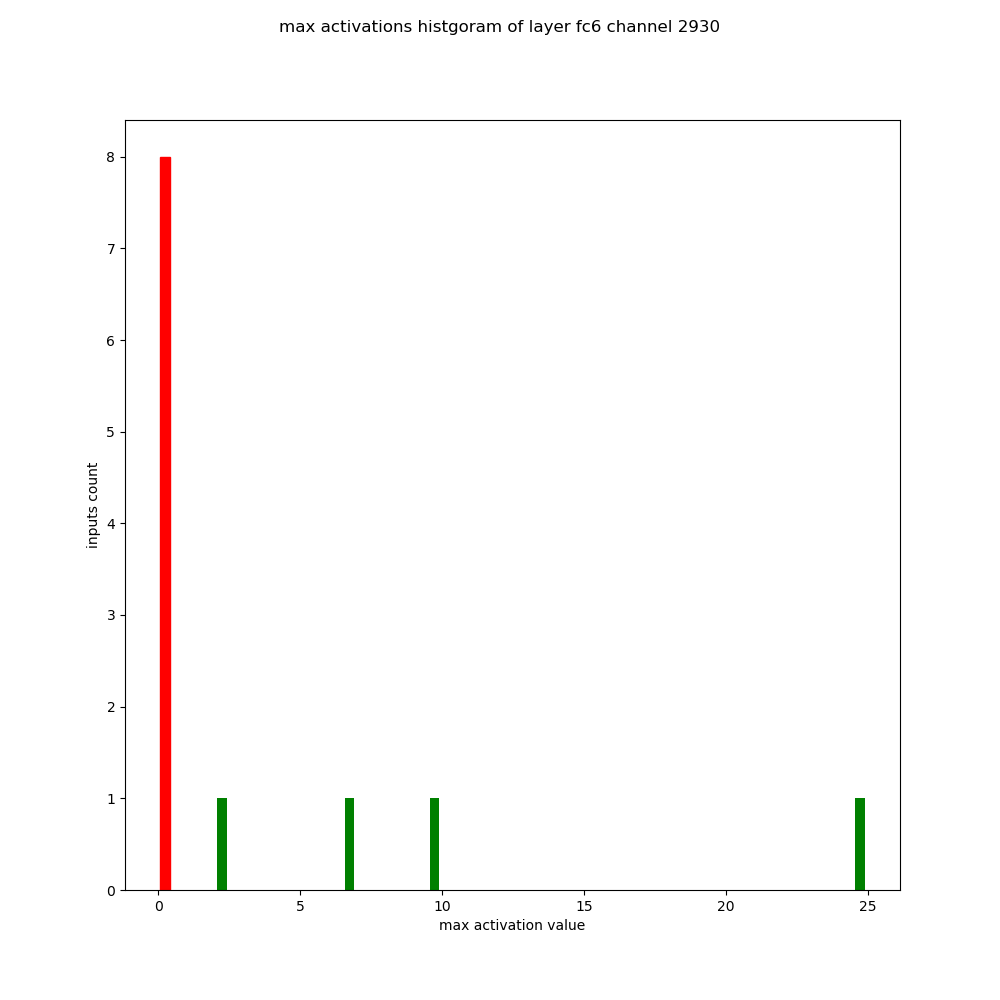 max activations histgoram of layer fc6 channel 2930
8
7
6
5
4
3
2
1
0
inputs count
0 5 10 15 20 25
max activation value